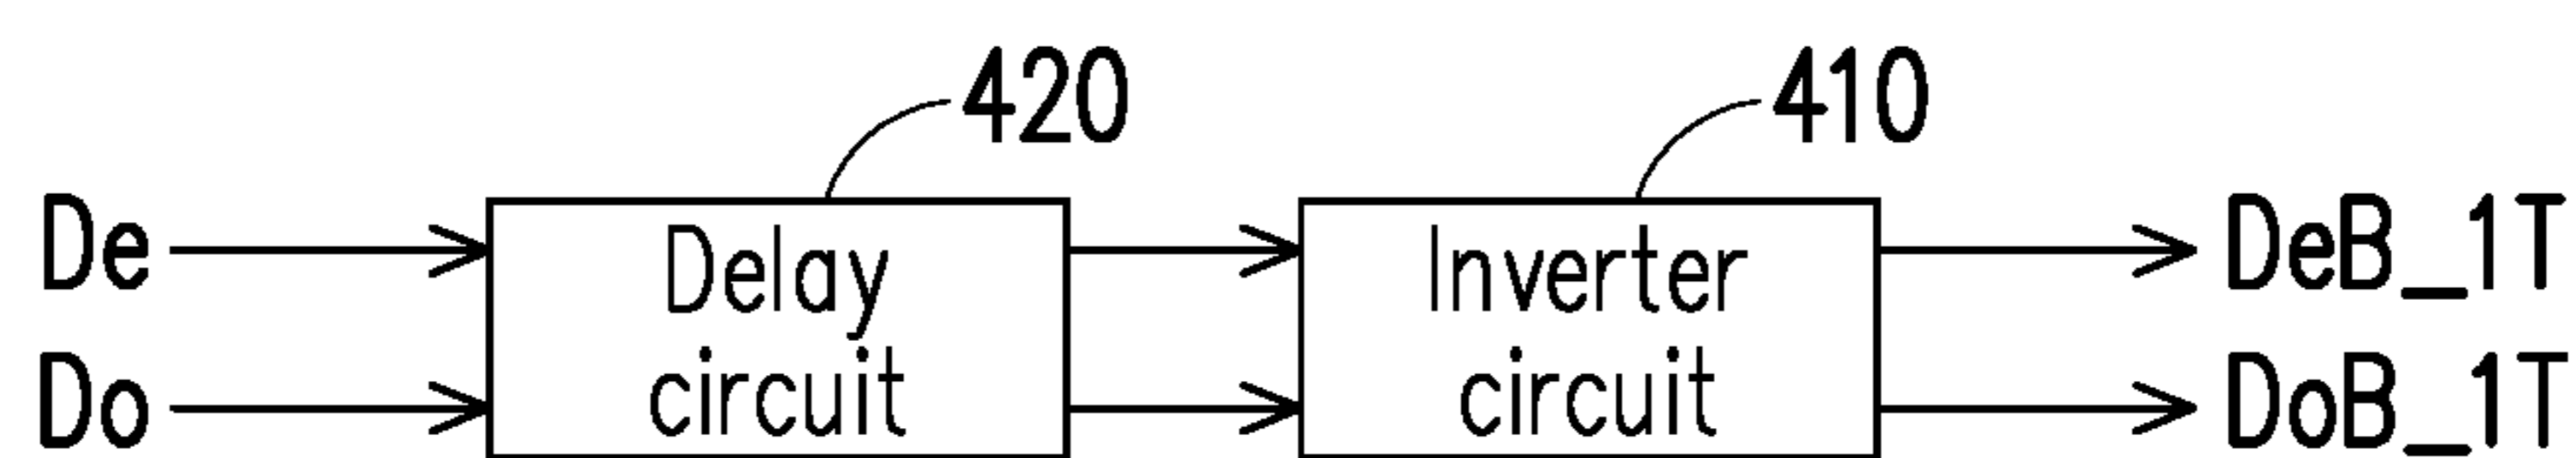 420
410
De
Delay
circuit
Inverter
circuit
DeB_1T
Do
DoB_1T